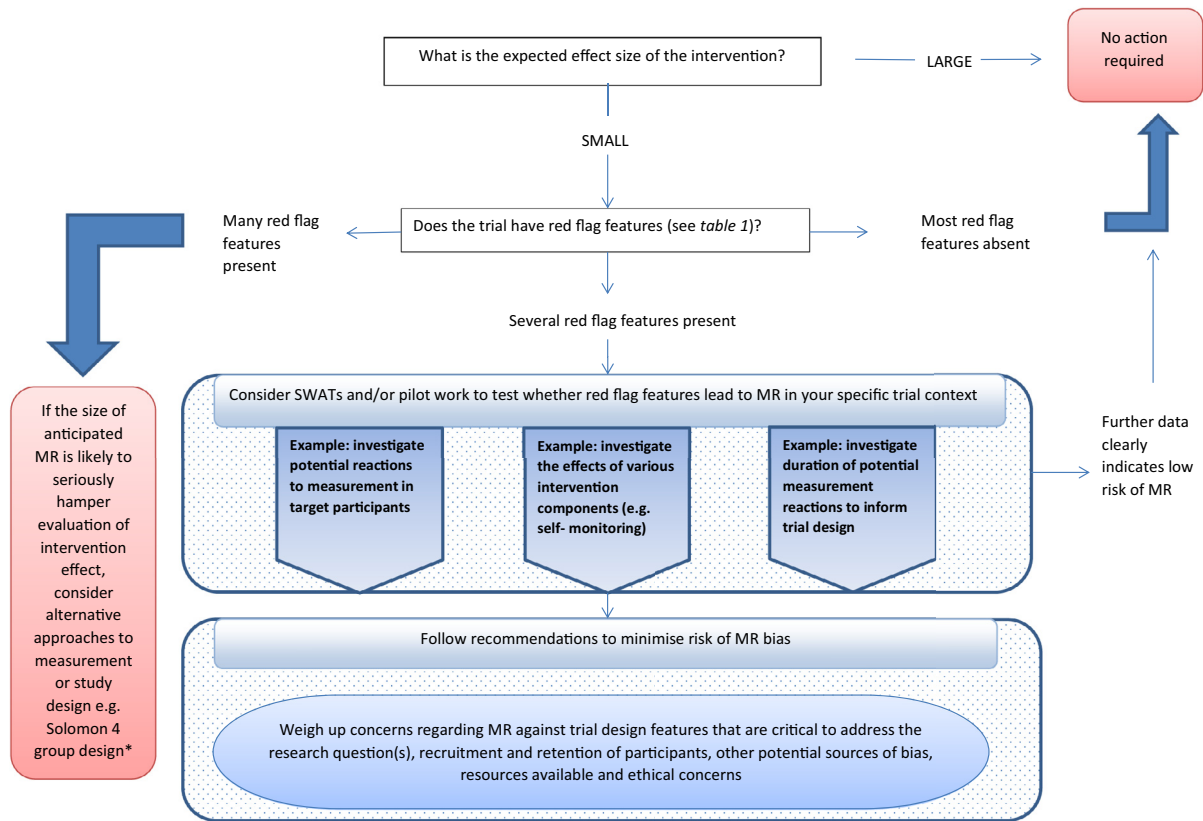 What is the expected effect size of the intervention?
LARGE
No action
required
SMALL
Many red flag
features
present
Does the trial have red flag features (see table 1)?
Most red flag
features absent
Several red flag features present
If the size of
anticipated
MR is likely to
seriously
hamper
evaluation of
intervention
effect,
consider
alternative
approaches to
measurement
or study
design e.g.
Solomon 4
group design*
Consider SWATs and/or pilot work to test whether red flag features lead to MR in your specific trial context
Example: investigate
potential reactions
to measurement in
target participants
Example: investigate
the effects of various
intervention
components (e.g.
self- monitoring)
Example: investigate
duration of potential
measurement
reactions to inform
trial design
Further data
clearly
indicates low
risk of MR
Follow recommendations to minimise risk of MR bias
Weigh up concerns regarding MR against trial design features that are critical to address the
research question(s), recruitment and retention of participants, other potential sources of bias,
resources available and ethical concerns